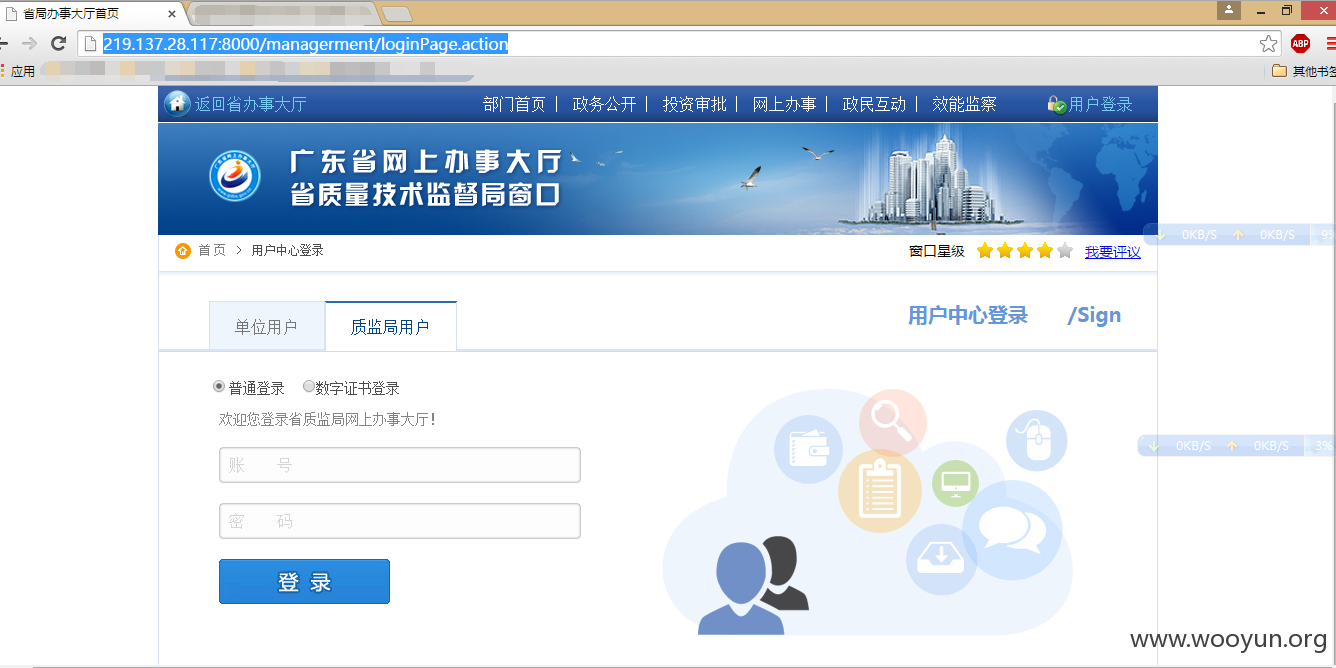 省局办事大厅首页
219.137.28.117:8000/managerment/loginPage.action
ABP
应用
其他书签
返回省办事大厅 部门首页 | 政务公开 | 投资审批 | 网上办事 | 政民互动 | 效能监察 用户登录
广东省网上办事大厅
省质量技术监督局窗口
首页 > 用户中心登录 窗口星级 我要评议
0KB/S 0KB/S 9%
单位用户 质监局用户 用户中心登录 /Sign
普通登录 数字证书登录
欢迎您登录省质监局网上办事大厅!
0KB/S 0KB/S 3%
账 号
密 码
登 录
www.wooyun.org